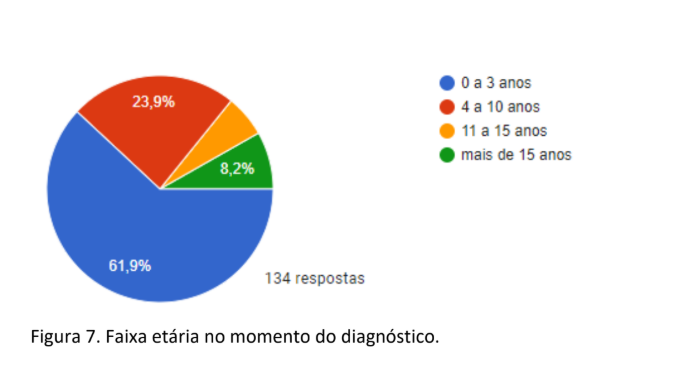 0 a 3 anos
4 a 10 anos
11 a 15 anos
mais de 15 anos
23,9%
8,2%
61,9%
134 respostas
Figura 7. Faixa etária no momento do diagnóstico.